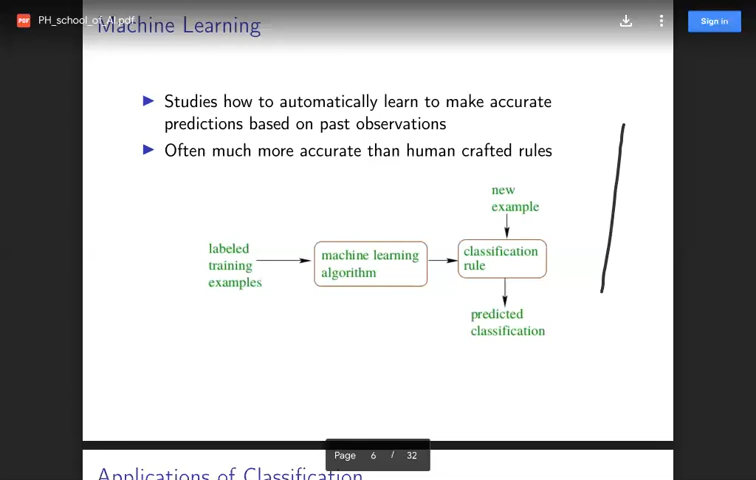 PH_school_of_AI.pdf
Sign in
Machine Learning
Studies how to automatically learn to make accurate
predictions based on past observations
Often much more accurate than human crafted rules
new
example
labeled
training
examples
machine learning
algorithm
classification
rule
predicted
classification
Page 6 / 32
Applications of Classification